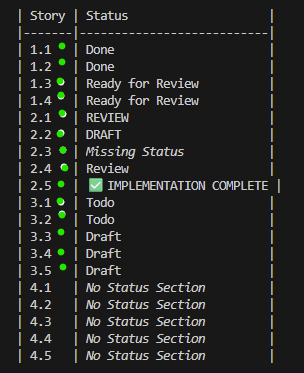 | Story | Status |
|-------|--------------------------|
| 1.1 | Done |
| 1.2 | Done |
| 1.3 | Ready for Review |
| 1.4 | Ready for Review |
| 2.1 | REVIEW |
| 2.2 | DRAFT |
| 2.3 | Missing Status |
| 2.4 | Review |
| 2.5 | ✅ IMPLEMENTATION COMPLETE |
| 3.1 | Todo |
| 3.2 | Todo |
| 3.3 | Draft |
| 3.4 | Draft |
| 3.5 | Draft |
| 4.1 | No Status Section |
| 4.2 | No Status Section |
| 4.3 | No Status Section |
| 4.4 | No Status Section |
| 4.5 | No Status Section |